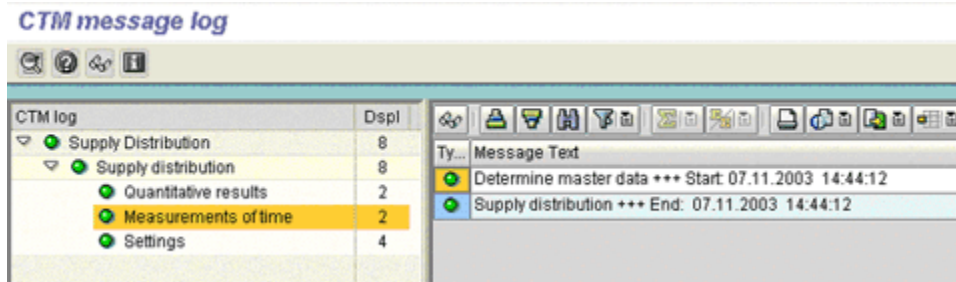 CTM message log
CTM log Dspl
Supply Distribution 8
Supply distribution 8
Quantitative results 2
Measurements of time 2
Settings 4
Ty... Message Text
Determine master data +++ Start: 07.11.2003 14:44:12
Supply distribution +++ End: 07.11.2003 14:44:12